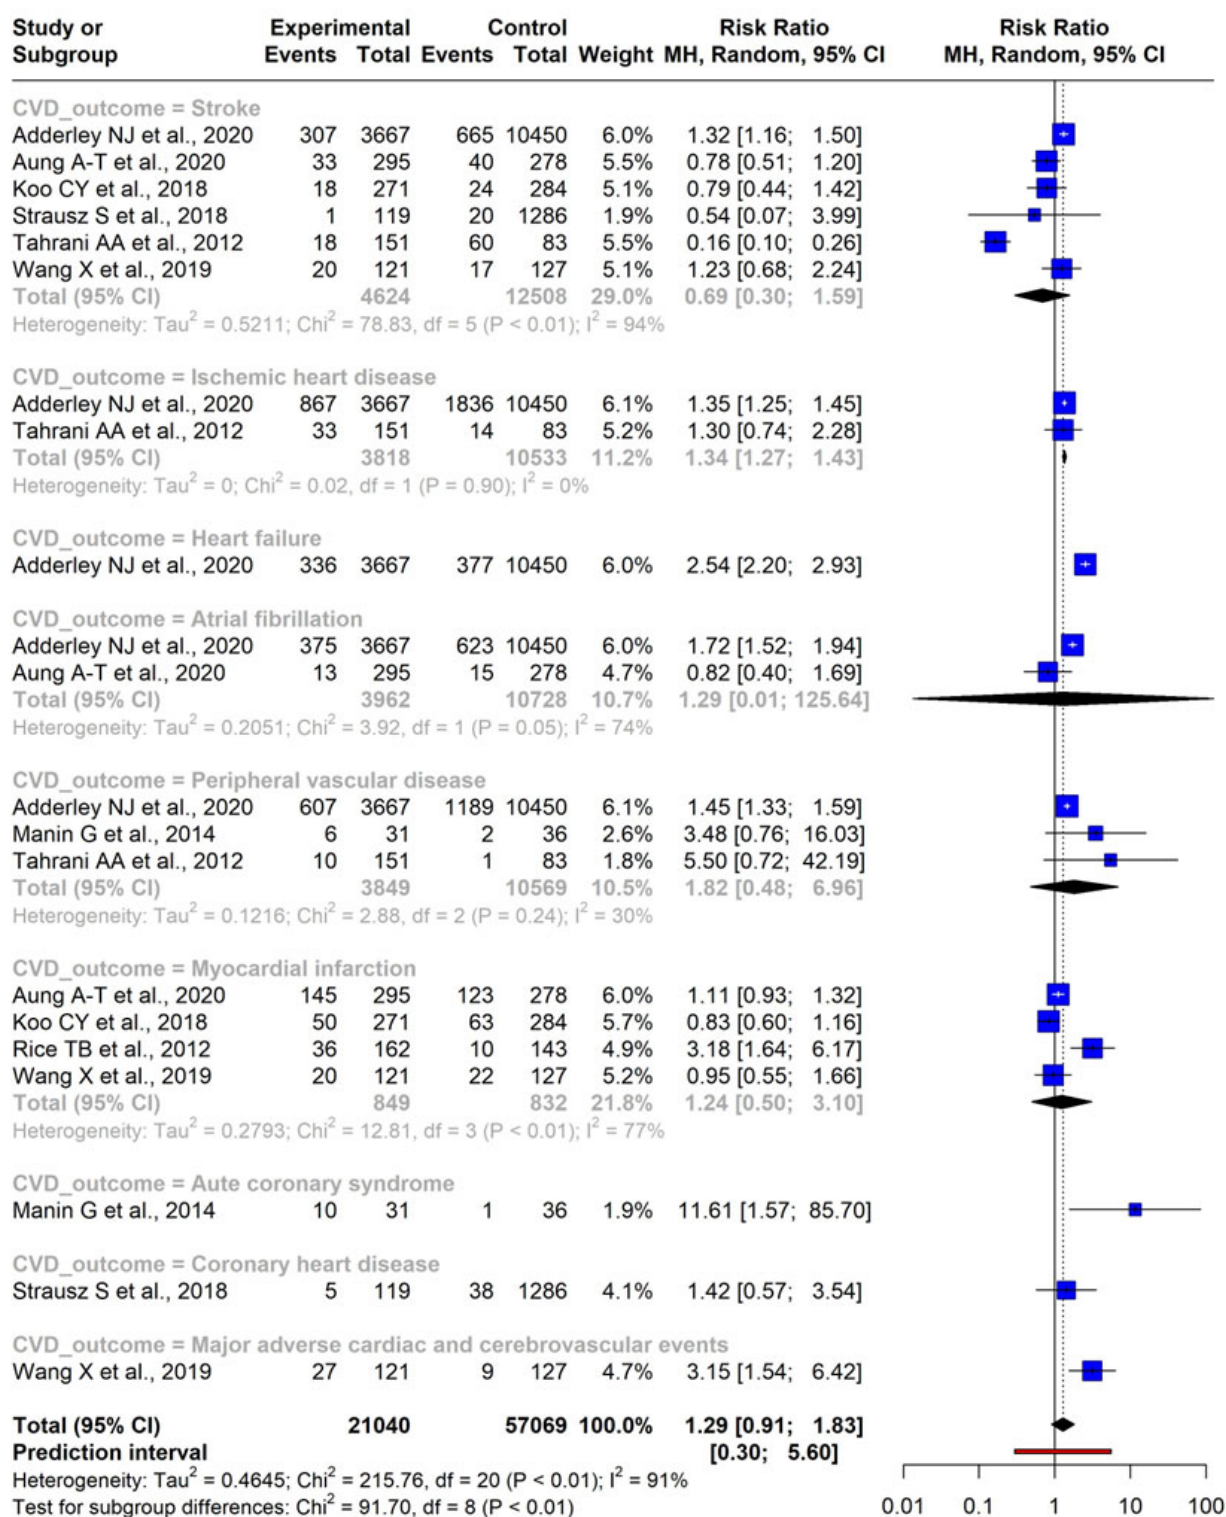 Study or Experimental Control Risk Ratio Risk Ratio
Subgroup Events Total Events Total Weight MH, Random, 95% CI MH, Random, 95% CI
CVD_outcome = Stroke
Adderley NJ et al., 2020 307 3667 665 10450 6.0% 1.32 [1.16; 1.50]
Aung A-T et al., 2020 33 295 40 278 5.5% 0.78 [0.51; 1.20]
Koo CY et al., 2018 18 271 24 284 5.1% 0.79 [0.44; 1.42]
Strausz S et al., 2018 1 119 20 1286 1.9% 0.54 [0.07; 3.99]
Tahrani AA et al., 2012 18 151 60 83 5.5% 0.16 [0.10; 0.26]
Wang X et al., 2019 20 121 17 127 5.1% 1.23 [0.68; 2.24]
Total (95% CI) 4624 12508 29.0% 0.69 [0.30; 1.59]
Heterogeneity: Tau² = 0.5211; Chi² = 78.83, df = 5 (P < 0.01); I² = 94%
CVD_outcome = Ischemic heart disease
Adderley NJ et al., 2020 867 3667 1836 10450 6.1% 1.35 [1.25; 1.45]
Tahrani AA et al., 2012 33 151 14 83 5.2% 1.30 [0.74; 2.28]
Total (95% CI) 3818 10533 11.2% 1.34 [1.27; 1.43]
Heterogeneity: Tau² = 0; Chi² = 0.02, df = 1 (P = 0.90); I² = 0%
CVD_outcome = Heart failure
Adderley NJ et al., 2020 336 3667 377 10450 6.0% 2.54 [2.20; 2.93]
CVD_outcome = Atrial fibrillation
Adderley NJ et al., 2020 375 3667 623 10450 6.0% 1.72 [1.52; 1.94]
Aung A-T et al., 2020 13 295 15 278 4.7% 0.82 [0.40; 1.69]
Total (95% CI) 3962 10728 10.7% 1.29 [0.01; 125.64]
Heterogeneity: Tau² = 0.2051; Chi² = 3.92, df = 1 (P = 0.05); I² = 74%
CVD_outcome = Peripheral vascular disease
Adderley NJ et al., 2020 607 3667 1189 10450 6.1% 1.45 [1.33; 1.59]
Manin G et al., 2014 6 31 2 36 2.6% 3.48 [0.76; 16.03]
Tahrani AA et al., 2012 10 151 1 83 1.8% 5.50 [0.72; 42.19]
Total (95% CI) 3849 10569 10.5% 1.82 [0.48; 6.96]
Heterogeneity: Tau² = 0.1216; Chi² = 2.88, df = 2 (P = 0.24); I² = 30%
CVD_outcome = Myocardial infarction
Aung A-T et al., 2020 145 295 123 278 6.0% 1.11 [0.93; 1.32]
Koo CY et al., 2018 50 271 63 284 5.7% 0.83 [0.60; 1.16]
Rice TB et al., 2012 36 162 10 143 4.9% 3.18 [1.64; 6.17]
Wang X et al., 2019 20 121 22 127 5.2% 0.95 [0.55; 1.66]
Total (95% CI) 849 832 21.8% 1.24 [0.50; 3.10]
Heterogeneity: Tau² = 0.2793; Chi² = 12.81, df = 3 (P < 0.01); I² = 77%
CVD_outcome = Aute coronary syndrome
Manin G et al., 2014 10 31 1 36 1.9% 11.61 [1.57; 85.70]
CVD_outcome = Coronary heart disease
Strausz S et al., 2018 5 119 38 1286 4.1% 1.42 [0.57; 3.54]
CVD_outcome = Major adverse cardiac and cerebrovascular events
Wang X et al., 2019 27 121 9 127 4.7% 3.15 [1.54; 6.42]
Total (95% CI) 21040 57069 100.0% 1.29 [0.91; 1.83]
Prediction interval [0.30; 5.60]
Heterogeneity: Tau² = 0.4645; Chi² = 215.76, df = 20 (P < 0.01); I² = 91%
Test for subgroup differences: Chi² = 91.70, df = 8 (P < 0.01) 0.01 0.1 1 10 100